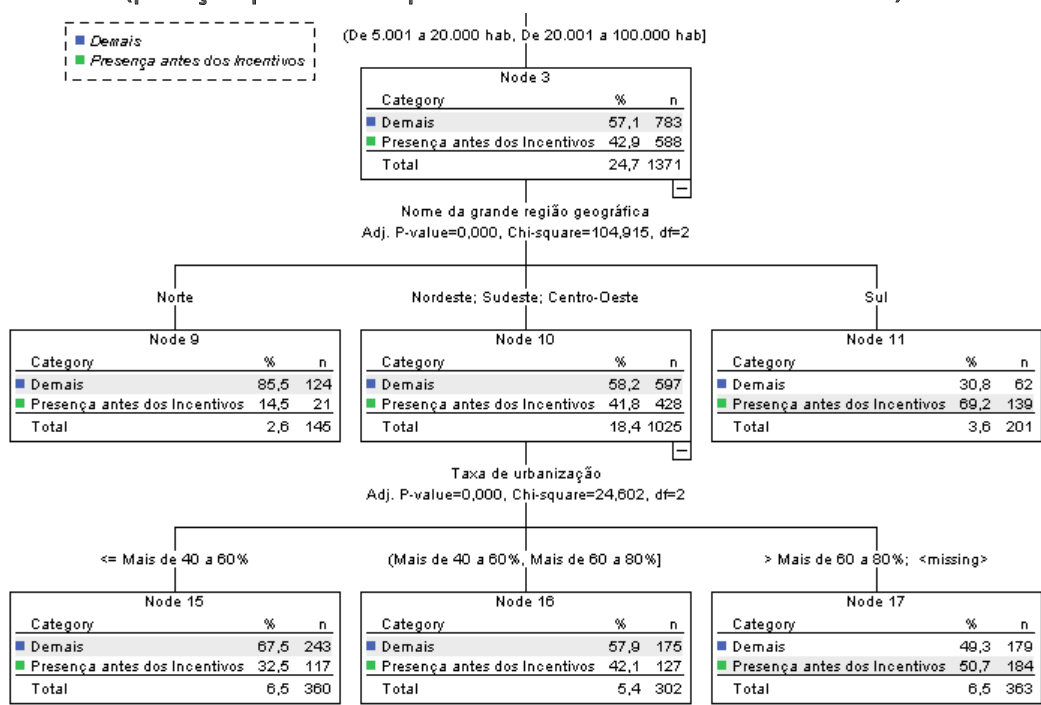 Demais
Presença antes dos Incentivos
(De 5.001 a 20.000 hab, De 20.001 a 100.000 hab]
Node 3
Category % n
Demais 57,1 783
Presença antes dos Incentivos 42,9 588
Total 24,7 1371
Nome da grande região geográfica
Adj. P-value=0,000, Chi-square=104,915, df=2
Norte
Nordeste; Sudeste; Centro-Oeste
Sul
Node 9
Category % n
Demais 85,5 124
Presença antes dos Incentivos 14,5 21
Total 2,6 145
Node 10
Category % n
Demais 58,2 597
Presença antes dos Incentivos 41,8 428
Total 18,4 1025
Node 11
Category % n
Demais 30,8 62
Presença antes dos Incentivos 69,2 139
Total 3,6 201
Taxa de urbanização
Adj. P-value=0,000, Chi-square=24,602, df=2
<= Mais de 40 a 60%
(Mais de 40 a 60%, Mais de 60 a 80%]
> Mais de 60 a 80%; <missing>
Node 15
Category % n
Demais 67,5 243
Presença antes dos Incentivos 32,5 117
Total 6,5 360
Node 16
Category % n
Demais 57,9 175
Presença antes dos Incentivos 42,1 127
Total 5,4 302
Node 17
Category % n
Demais 49,3 179
Presença antes dos Incentivos 50,7 184
Total 6,5 363